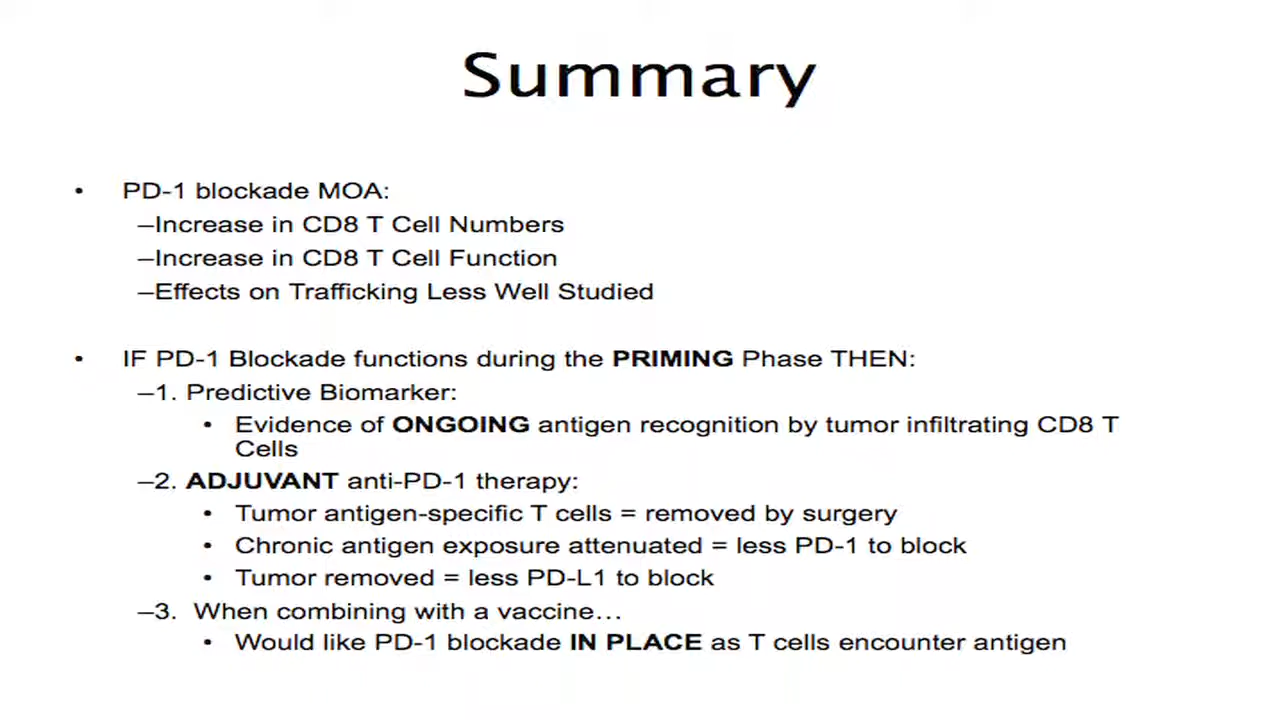 Summary
• PD-1 blockade MOA:
–Increase in CD8 T Cell Numbers
–Increase in CD8 T Cell Function
–Effects on Trafficking Less Well Studied
• IF PD-1 Blockade functions during the PRIMING Phase THEN:
–1. Predictive Biomarker:
• Evidence of ONGOING antigen recognition by tumor infiltrating CD8 T
Cells
–2. ADJUVANT anti-PD-1 therapy:
• Tumor antigen-specific T cells = removed by surgery
• Chronic antigen exposure attenuated = less PD-1 to block
• Tumor removed = less PD-L1 to block
–3. When combining with a vaccine…
• Would like PD-1 blockade IN PLACE as T cells encounter antigen